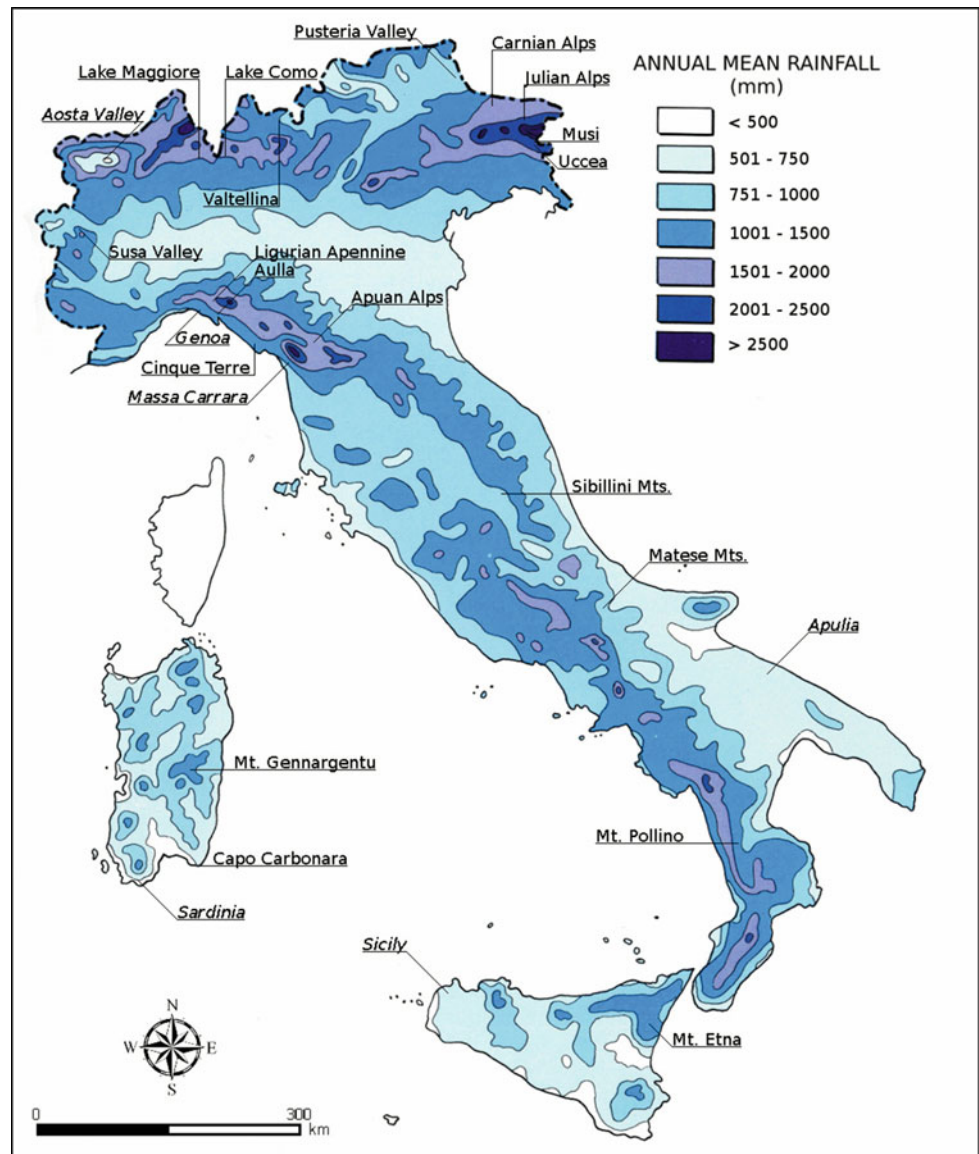 Pusteria Valley
Carnian Alps
Lake Maggiore
Lake Como
Julian Alps
Aosta Valley
Musi
Uccea
Valtellina
Susa Valley
Ligurian Apennine
Aulla
Apuan Alps
Genoa
Cinque Terre
Massa Carrara
Sibillini Mts.
Matese Mts.
Apulia
Mt. Gennargentu
Mt. Pollino
Capo Carbonara
Sardinia
Sicily
Mt. Etna
ANNUAL MEAN RAINFALL
(mm)
< 500
501 - 750
751 - 1000
1001 - 1500
1501 - 2000
2001 - 2500
> 2500
N
W E
S
0 300
km